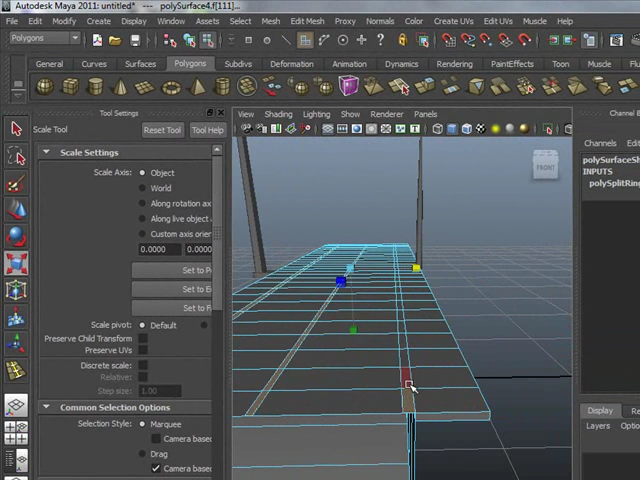 Autodesk Maya 2011: untitled* --- polySurface4.f[111]...
File Edit Modify Create Display Window Assets Select Mesh Edit Mesh Proxy Normals Color Create UVs Edit UVs Muscle
Polygons
General Curves Surfaces Polygons Subdivs Deformation Animation Dynamics Rendering PaintEffects Toon Muscle Flu
Tool Settings
Scale Tool Reset Tool Tool Help
Scale Settings
Scale Axis: Object
World
Along rotation ax
Along live object
Custom axis orien
0.0000 0.0000
Set to P
Set to E
Set to F
Scale pivot: Default
Preserve Child Transform
Preserve UVs
Discrete scale:
Relative:
Step size: 1.00
Common Selection Options
Selection Style: Marquee
Camera based
Drag
Camera based
View Shading Lighting Show Renderer Panels
FRONT
Channel B
Channels Edi
polySurfaceSh
INPUTS
polySplitRing
Display Re
Layers Optio